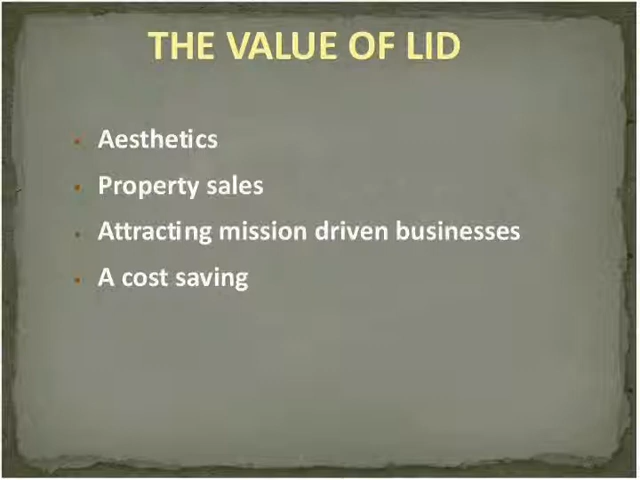 THE VALUE OF LID
Aesthetics
Property sales
Attracting mission driven businesses
A cost saving